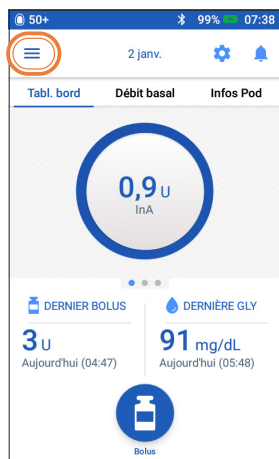 50+ 99% 07:38
2 janv.
Tabl. bord Débit basal Infos Pod
0,9 U
InA
DERNIER BOLUS DERNIÈRE GLY
3 U 91 mg/dL
Aujourd'hui (04:47) Aujourd'hui (05:48)
Bolus